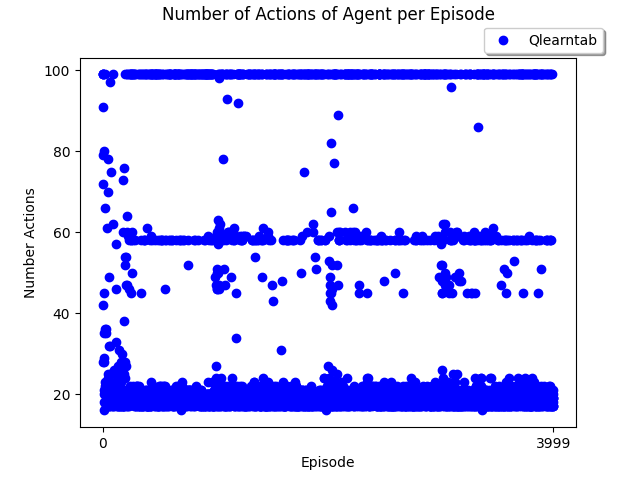 Number of Actions of Agent per Episode
Qlearntab
100
80
60
40
20
Number Actions
0
3999
Episode